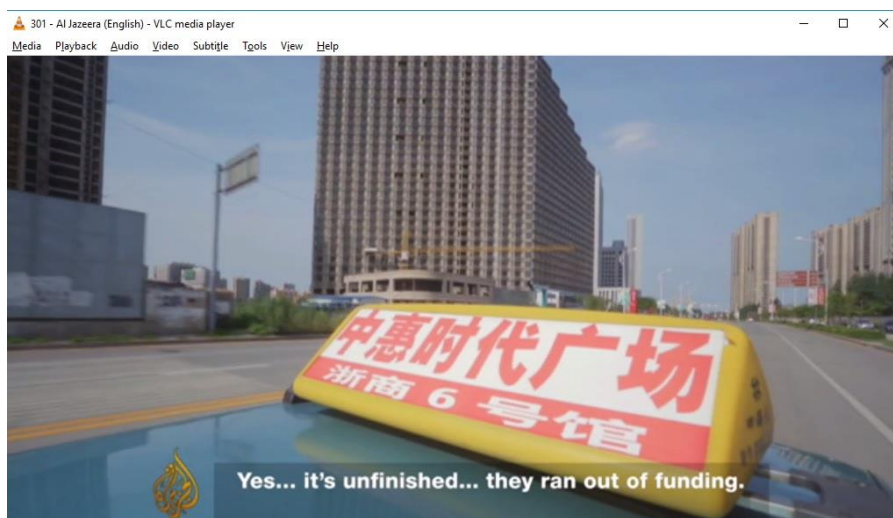 301 - Al Jazeera (English) - VLC media player
Media Playback Audio Video Subtitle Tools View Help
中惠时代广场
浙商 6 号馆
Yes... it's unfinished... they ran out of funding.